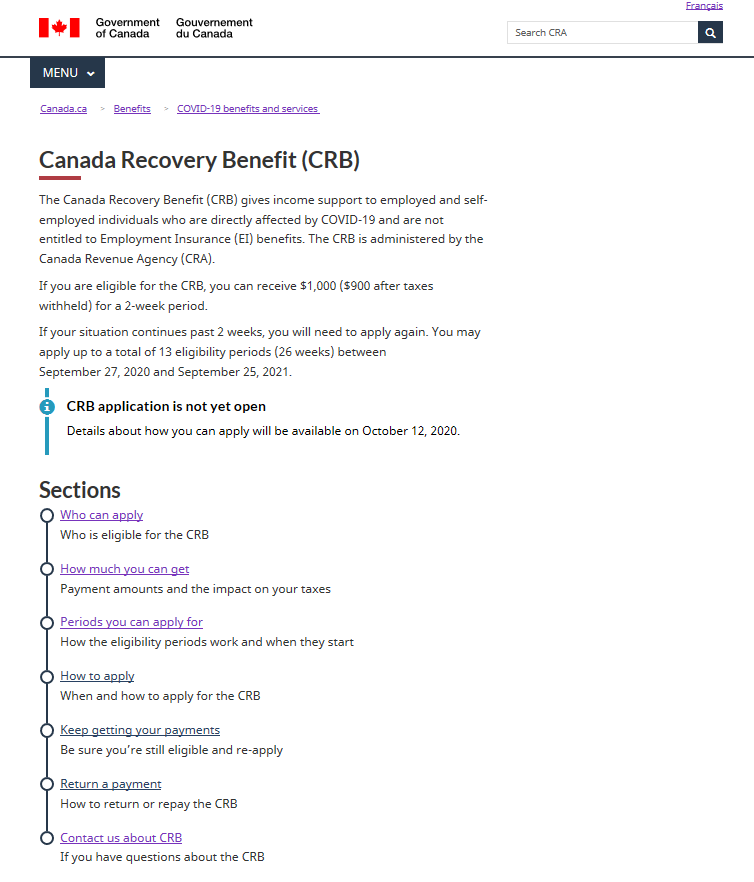 Français
Government of Canada
Gouvernement du Canada
Search CRA
MENU
Canada.ca > Benefits > COVID-19 benefits and services
Canada Recovery Benefit (CRB)
The Canada Recovery Benefit (CRB) gives income support to employed and self-
employed individuals who are directly affected by COVID-19 and are not
entitled to Employment Insurance (EI) benefits. The CRB is administered by the
Canada Revenue Agency (CRA).
If you are eligible for the CRB, you can receive $1,000 ($900 after taxes
withheld) for a 2-week period.
If your situation continues past 2 weeks, you will need to apply again. You may
apply up to a total of 13 eligibility periods (26 weeks) between
September 27, 2020 and September 25, 2021.
CRB application is not yet open
Details about how you can apply will be available on October 12, 2020.
Sections
Who can apply
Who is eligible for the CRB
How much you can get
Payment amounts and the impact on your taxes
Periods you can apply for
How the eligibility periods work and when they start
How to apply
When and how to apply for the CRB
Keep getting your payments
Be sure you're still eligible and re-apply
Return a payment
How to return or repay the CRB
Contact us about CRB
If you have questions about the CRB